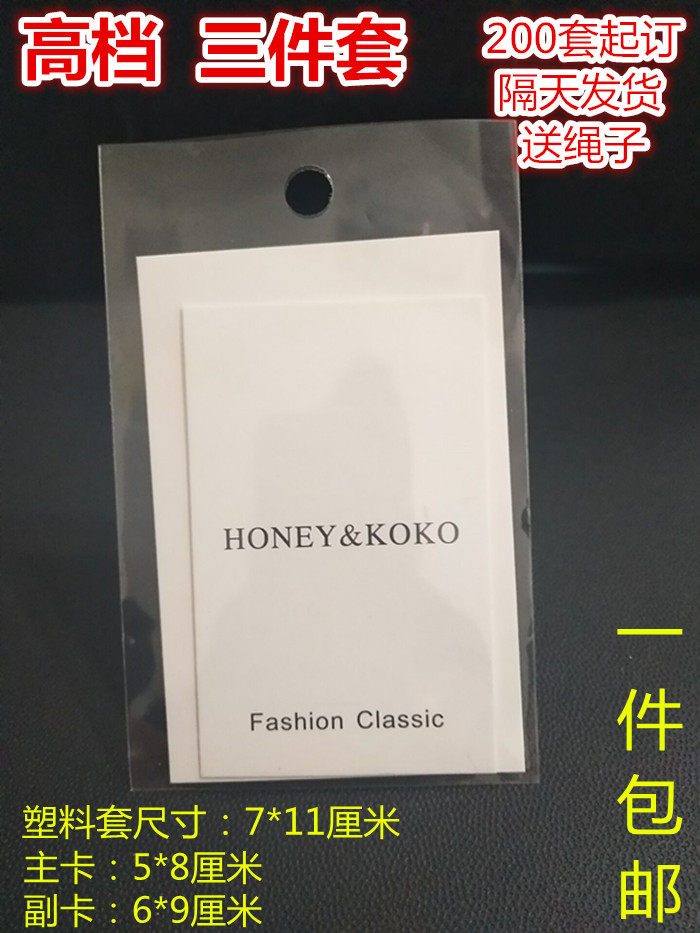 高档 三件套
200套起订
隔天发货
送绳子
HONEY&KOKO
Fashion Classic
一件包邮
塑料套尺寸：7*11厘米
主卡：5*8厘米
副卡：6*9厘米